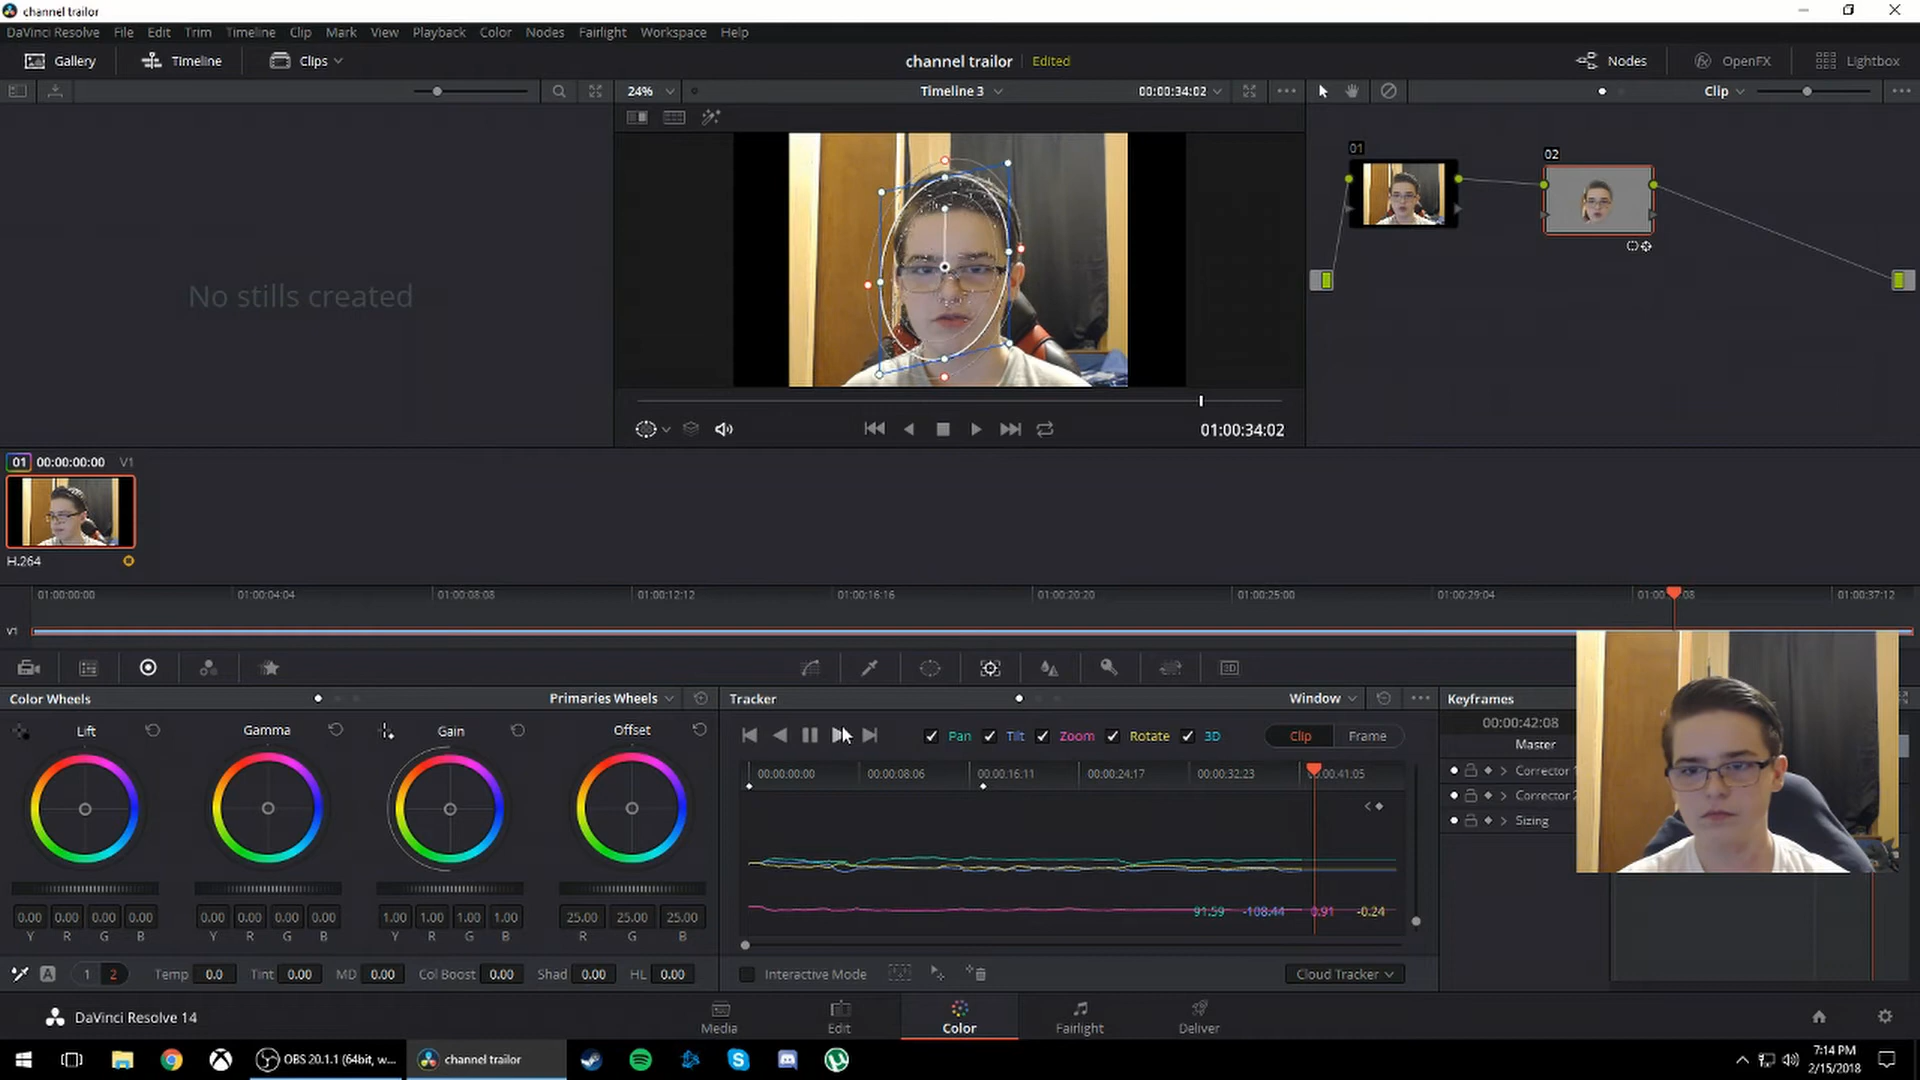 channel trailor
DaVinci Resolve File Edit Trim Timeline Clip Mark View Playback Color Nodes Fairlight Workspace Help
Gallery Timeline Clips channel trailor Edited Nodes OpenFX Lightbox
24% Timeline 3 00:00:34:02 Clip
01 02
No stills created
01:00:34:02
01 00:00:00:00 V1
H.264
01:00:00:00 01:00:04:04 01:00:08:08 01:00:12:12 01:00:16:16 01:00:20:20 01:00:25:00 01:00:29:04 01:00: :08 01:00:37:12
V1
Color Wheels Primaries Wheels Tracker Window Keyframes
Lift Gamma Gain Offset Pan Tilt Zoom Rotate 3D Clip Frame 00:00:42:08
Master
00:00:00:00 00:00:08:06 00:00:16:11 00:00:24:17 00:00:32:23 00:41:05 Corrector 1
Corrector 2
Sizing
91.59 -108.44 0.91 -0.24
0.00 0.00 0.00 0.00 0.00 0.00 0.00 0.00 1.00 1.00 1.00 1.00 25.00 25.00 25.00
Y R G B Y R G B Y R G B R G B
A 1 2 Temp 0.0 Tint 0.00 MD 0.00 Col Boost 0.00 Shad 0.00 HL 0.00 Interactive Mode Cloud Tracker
DaVinci Resolve 14 Media Edit Color Fairlight Deliver
OBS 20.1.1 (64bit, w... channel trailor
7:14 PM
2/15/2018